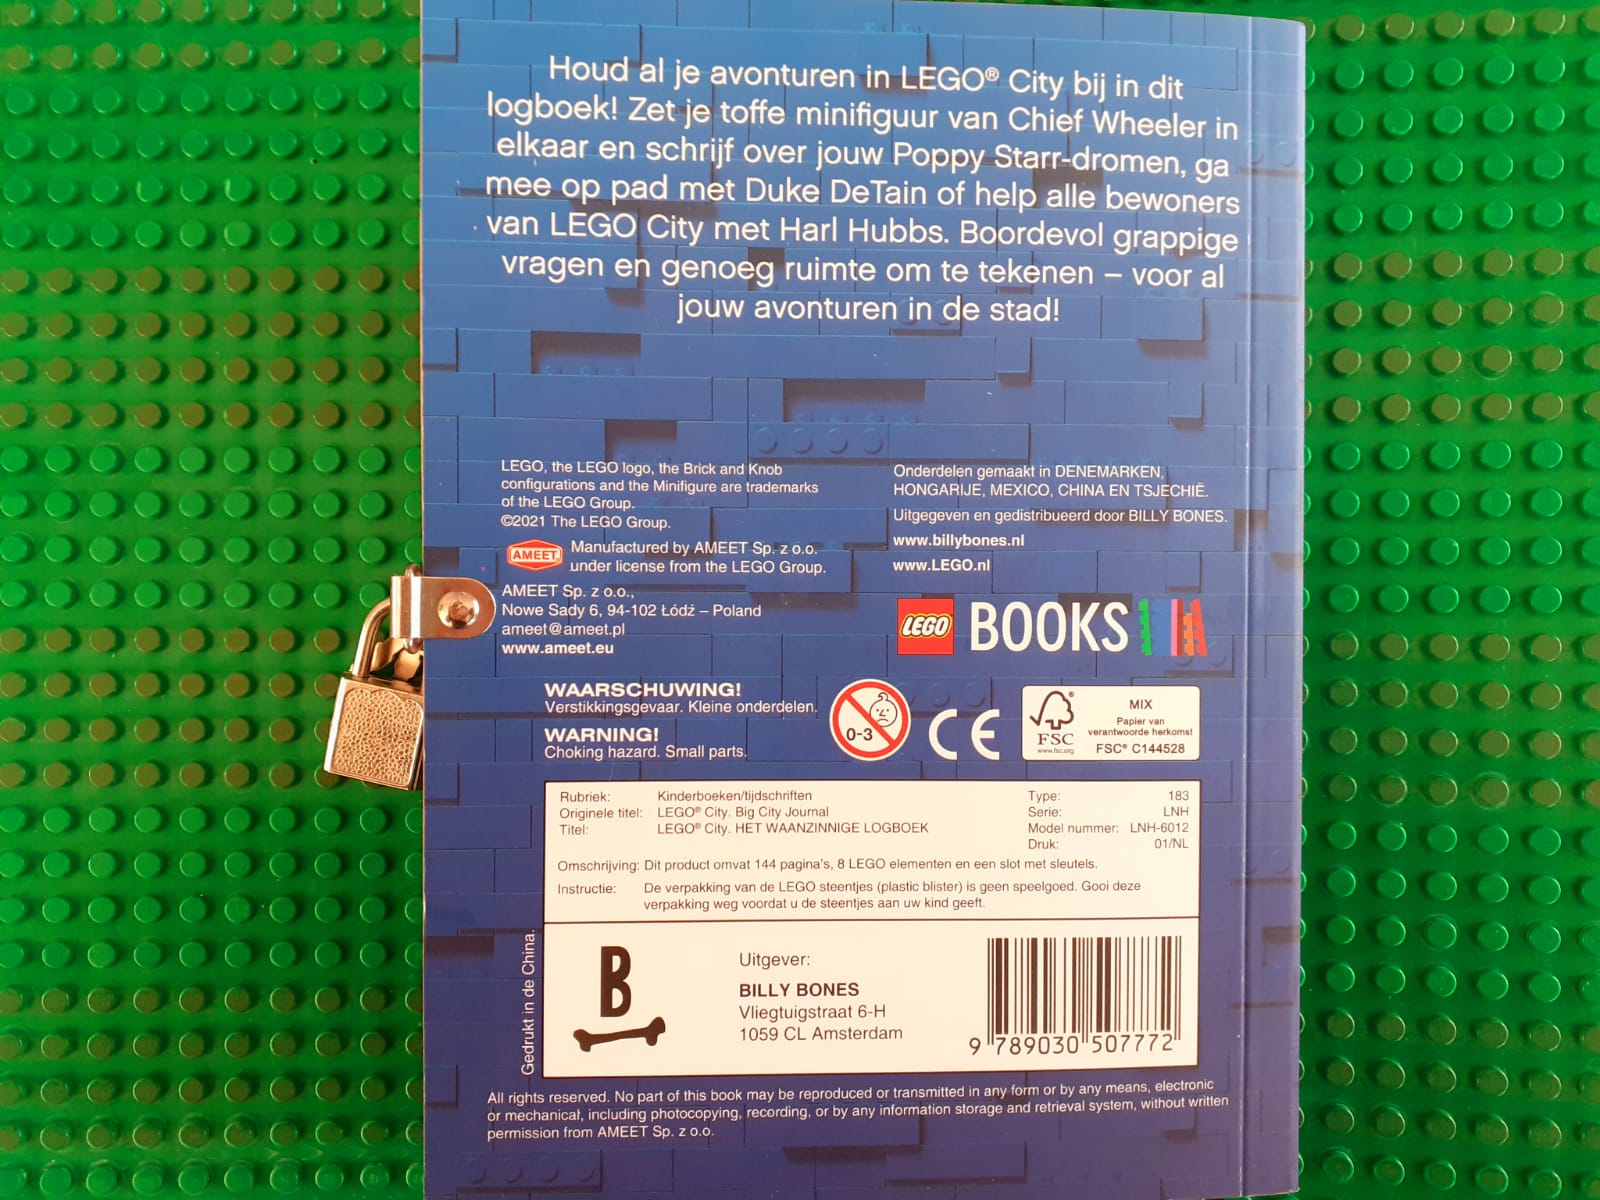 Houd al je avonturen in LEGO® City bij in dit
logboek! Zet je toffe minifiguur van Chief Wheeler in
elkaar en schrijf over jouw Poppy Starr-dromen, ga
mee op pad met Duke DeTain of help alle bewoners
van LEGO City met Harl Hubbs. Boordevol grappige
vragen en genoeg ruimte om te tekenen – voor al
jouw avonturen in de stad!
LEGO, the LEGO logo, the Brick and Knob
configurations and the Minifigure are trademarks
of the LEGO Group.
©2021 The LEGO Group.
AMEET
Manufactured by AMEET Sp. z o.o.
under license from the LEGO Group.
AMEET Sp. z o.o.,
Nowe Sady 6, 94-102 Łódź – Poland
ameet@ameet.pl
www.ameet.eu
Onderdelen gemaakt in DENEMARKEN,
HONGARIJE, MEXICO, CHINA EN TSJECHIË.
Uitgegeven en gedistribueerd door BILLY BONES.
www.billybones.nl
www.LEGO.nl
LEGO BOOKS
WAARSCHUWING!
Verstikkingsgevaar. Kleine onderdelen.
WARNING!
Choking hazard. Small parts.
0-3
CE
FSC
www.fsc.org
MIX
Papier van
verantwoorde herkomst
FSC® C144528
Rubriek: Kinderboeken/tijdschriften
Originele titel: LEGO® City. Big City Journal
Titel: LEGO® City. HET WAANZINNIGE LOGBOEK
Type: 183
Serie: LNH
Model nummer: LNH-6012
Druk: 01/NL
Omschrijving: Dit product omvat 144 pagina's, 8 LEGO elementen en een slot met sleutels.
Instructie: De verpakking van de LEGO steentjes (plastic blister) is geen speelgoed. Gooi deze
verpakking weg voordat u de steentjes aan uw kind geeft.
Gedrukt in de China.
B
Uitgever:
BILLY BONES
Vliegtuigstraat 6-H
1059 CL Amsterdam
9 789030 507772
All rights reserved. No part of this book may be reproduced or transmitted in any form or by any means, electronic
or mechanical, including photocopying, recording, or by any information storage and retrieval system, without written
permission from AMEET Sp. z o.o.